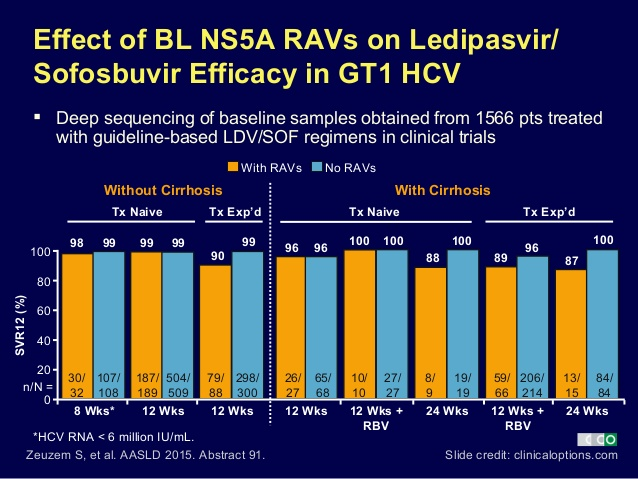 Effect of BL NS5A RAVs on Ledipasvir/
Sofosbuvir Efficacy in GT1 HCV
▪ Deep sequencing of baseline samples obtained from 1566 pts treated
with guideline-based LDV/SOF regimens in clinical trials
With RAVs No RAVs
Without Cirrhosis With Cirrhosis
Tx Naive Tx Exp’d Tx Naive Tx Exp’d
98 99 99 99 90 99 96 96 100 100 88 100 89 96 87 100
SVR12 (%)
100
80
60
40
20
n/N =
0
30/ 107/ 187/ 504/ 79/ 298/ 26/ 65/ 10/ 27/ 8/ 19/ 59/ 206/ 13/ 84/
32 108 189 509 88 300 27 68 10 27 9 19 66 214 15 84
8 Wks* 12 Wks 12 Wks 12 Wks 12 Wks + 24 Wks 12 Wks + 24 Wks
RBV RBV
*HCV RNA < 6 million IU/mL.
CCO
Zeuzem S, et al. AASLD 2015. Abstract 91. Slide credit: clinicaloptions.com